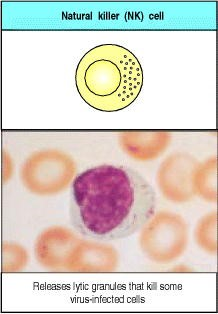 Natural killer (NK) cell
Releases lytic granules that kill some
virus-infected cells